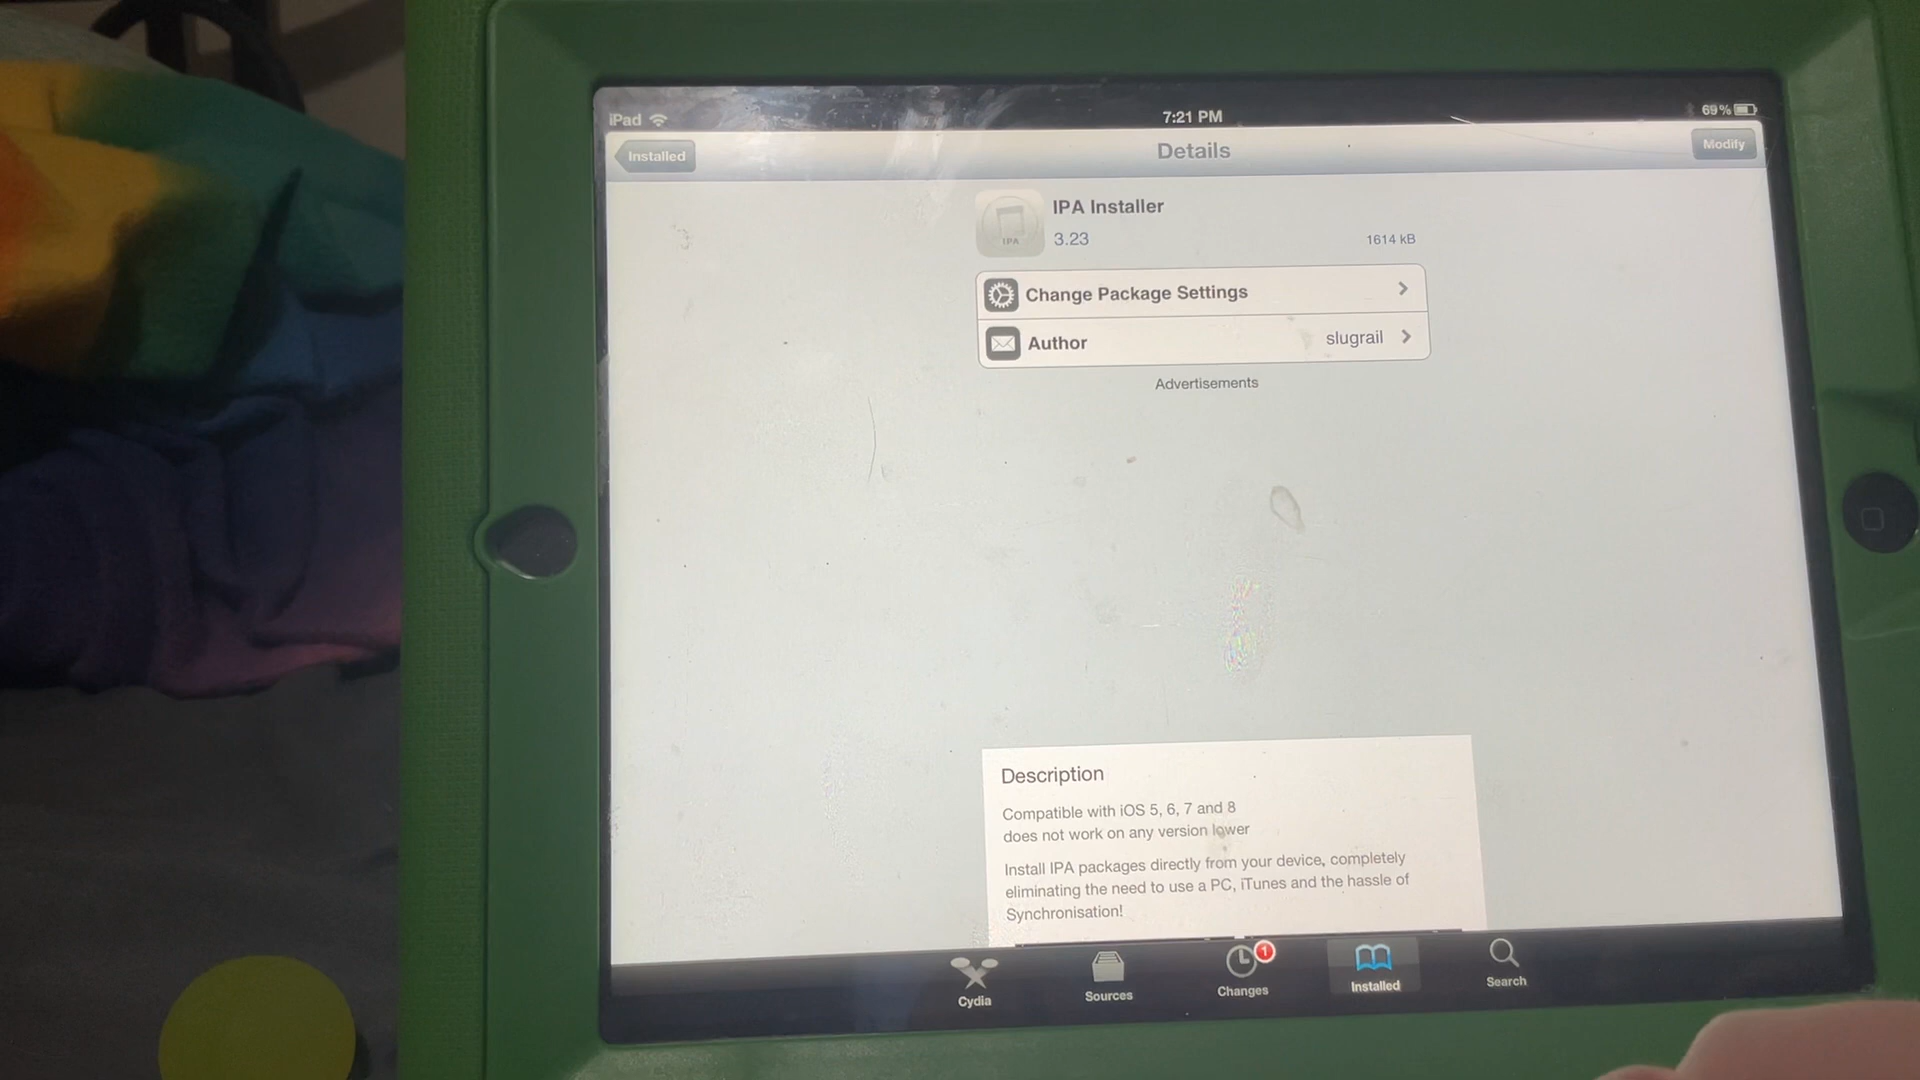 iPad
7:21 PM
69%
Installed
Details
Modify
IPA Installer
IPA
3.23
1614 kB
Change Package Settings
Author
slugrail
Advertisements
Description
Compatible with iOS 5, 6, 7 and 8
does not work on any version lower
Install IPA packages directly from your device, completely
eliminating the need to use a PC, iTunes and the hassle of
Synchronisation!
1
Cydia
Sources
Changes
Installed
Search